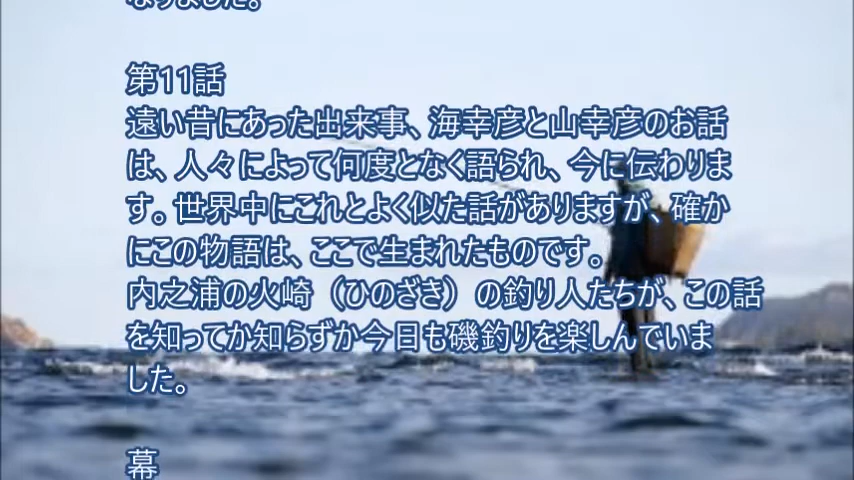 なりました。
第11話
遠い昔にあった出来事、海幸彦と山幸彦のお話
は、人々によって何度となく語られ、今に伝わりま
す。世界中にこれとよく似た話がありますが、確か
にこの物語は、ここで生まれたものです。
内之浦の火崎（ひのざき）の釣り人たちが、この話
を知ってか知らずか今日も磯釣りを楽しんでいま
した。
幕